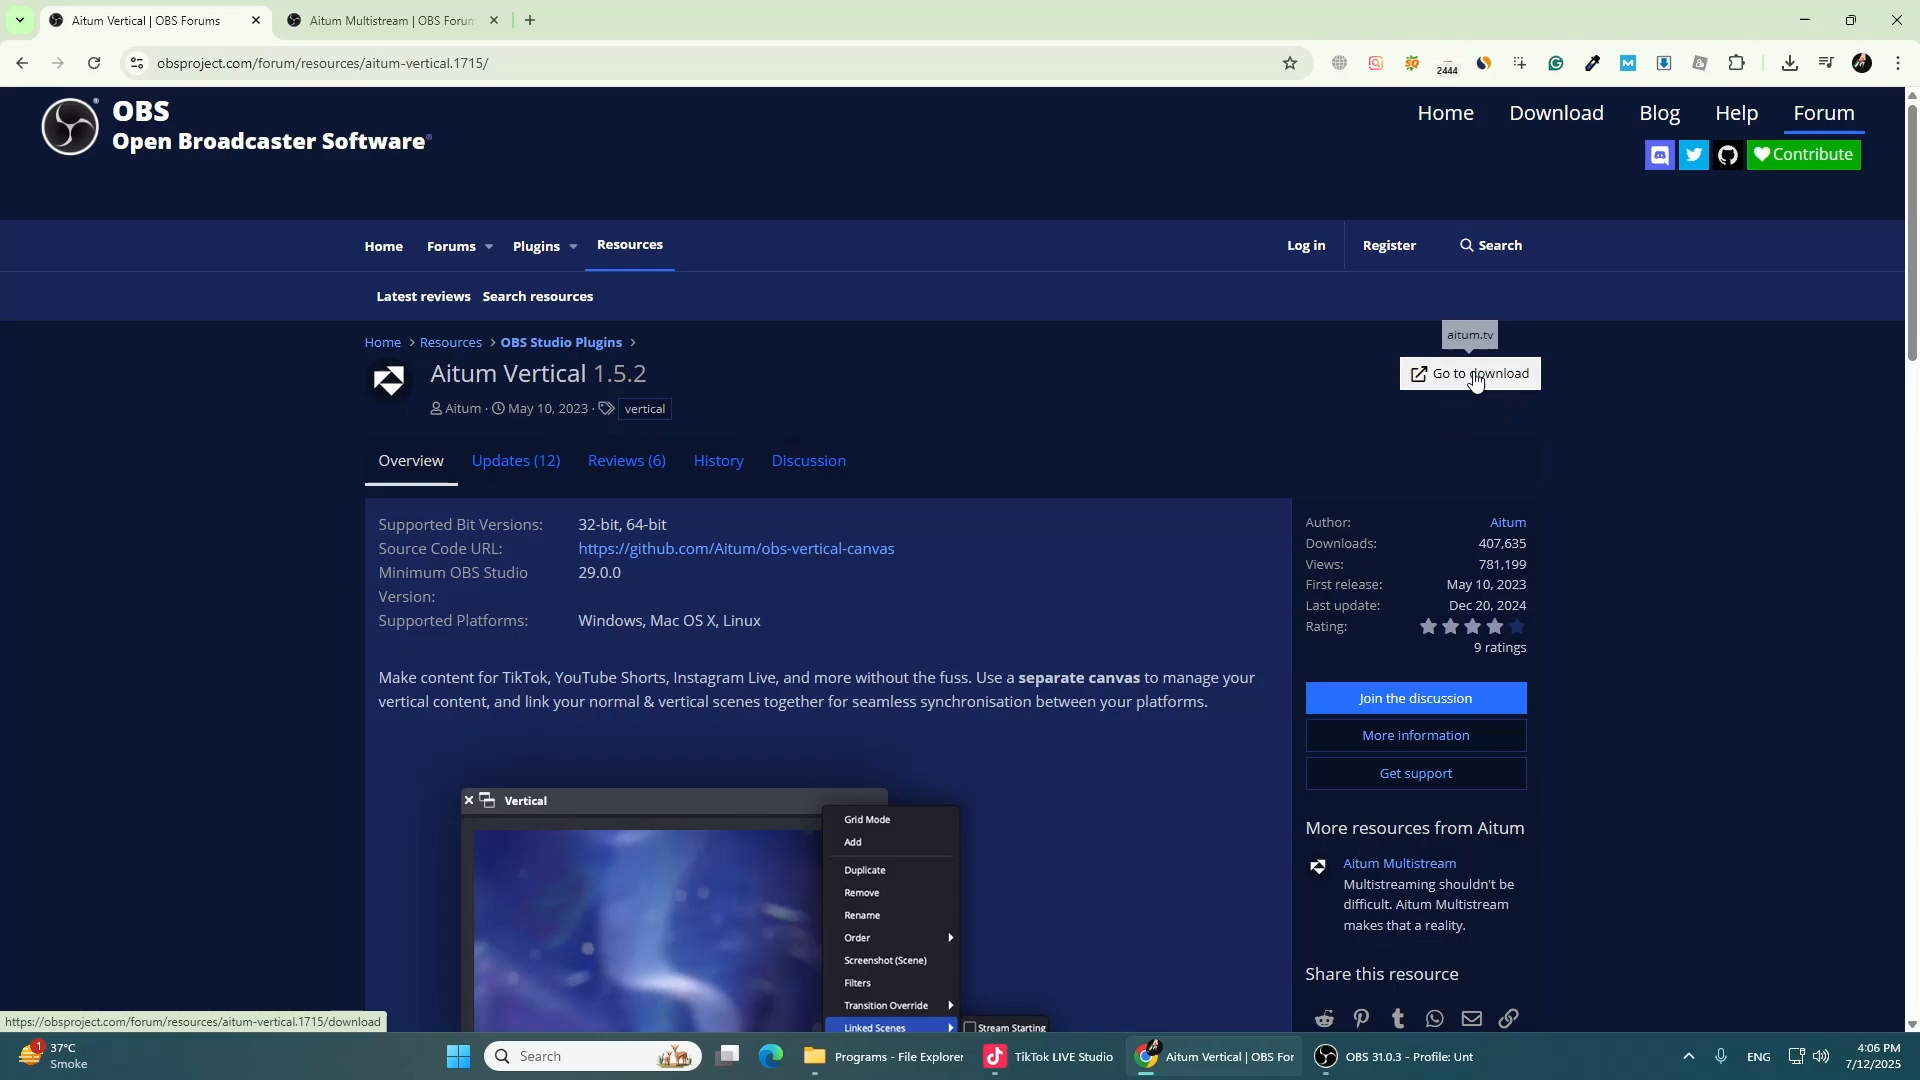 Aitum Vertical | OBS Forums
Aitum Multistream | OBS Forum
obsproject.com/forum/resources/aitum-vertical.1715/
2444
OBS
Open Broadcaster Software
Home
Download
Blog
Help
Forum
Contribute
Home
Forums
Plugins
Resources
Log in
Register
Search
Latest reviews
Search resources
Home > Resources > OBS Studio Plugins >
aitum.tv
Aitum Vertical 1.5.2
Go to download
Aitum · May 10, 2023 · vertical
Overview
Updates (12)
Reviews (6)
History
Discussion
Supported Bit Versions: 32-bit, 64-bit
Source Code URL: https://github.com/Aitum/obs-vertical-canvas
Minimum OBS Studio 29.0.0
Version:
Supported Platforms: Windows, Mac OS X, Linux
Make content for TikTok, YouTube Shorts, Instagram Live, and more without the fuss. Use a separate canvas to manage your
vertical content, and link your normal & vertical scenes together for seamless synchronisation between your platforms.
Vertical
Grid Mode
Add
Duplicate
Remove
Rename
Order
Screenshot (Scene)
Filters
Transition Override
Linked Scenes
Stream Starting
Author: Aitum
Downloads: 407,635
Views: 781,199
First release: May 10, 2023
Last update: Dec 20, 2024
Rating:
9 ratings
Join the discussion
More information
Get support
More resources from Aitum
Aitum Multistream
Multistreaming shouldn't be
difficult. Aitum Multistream
makes that a reality.
Share this resource
https://obsproject.com/forum/resources/aitum-vertical.1715/download
1
37°C
Smoke
Search
Programs - File Explorer
TikTok LIVE Studio
Aitum Vertical | OBS For
OBS 31.0.3 - Profile: Unt
ENG
4:06 PM
7/12/2025